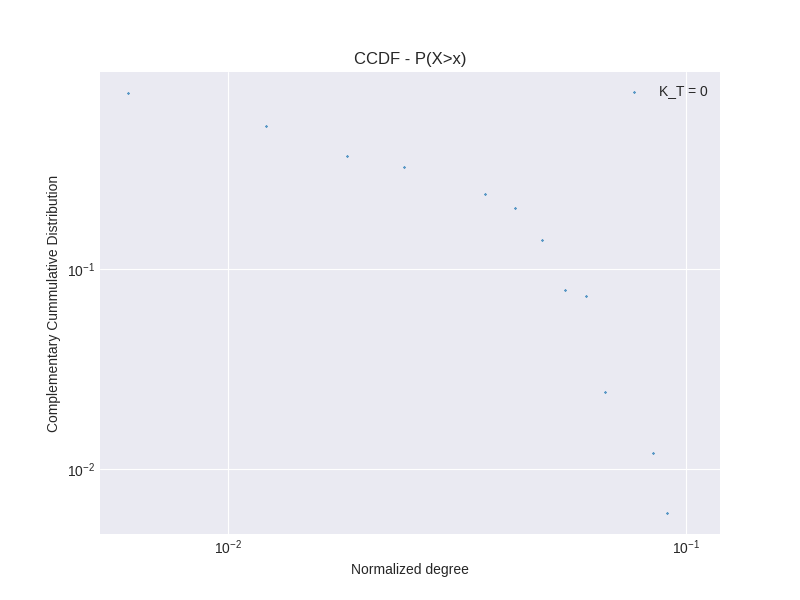 CCDF - P(X>x)
K_T = 0
Complementary Cummulative Distribution
10⁻¹
10⁻²
10⁻²
10⁻¹
Normalized degree